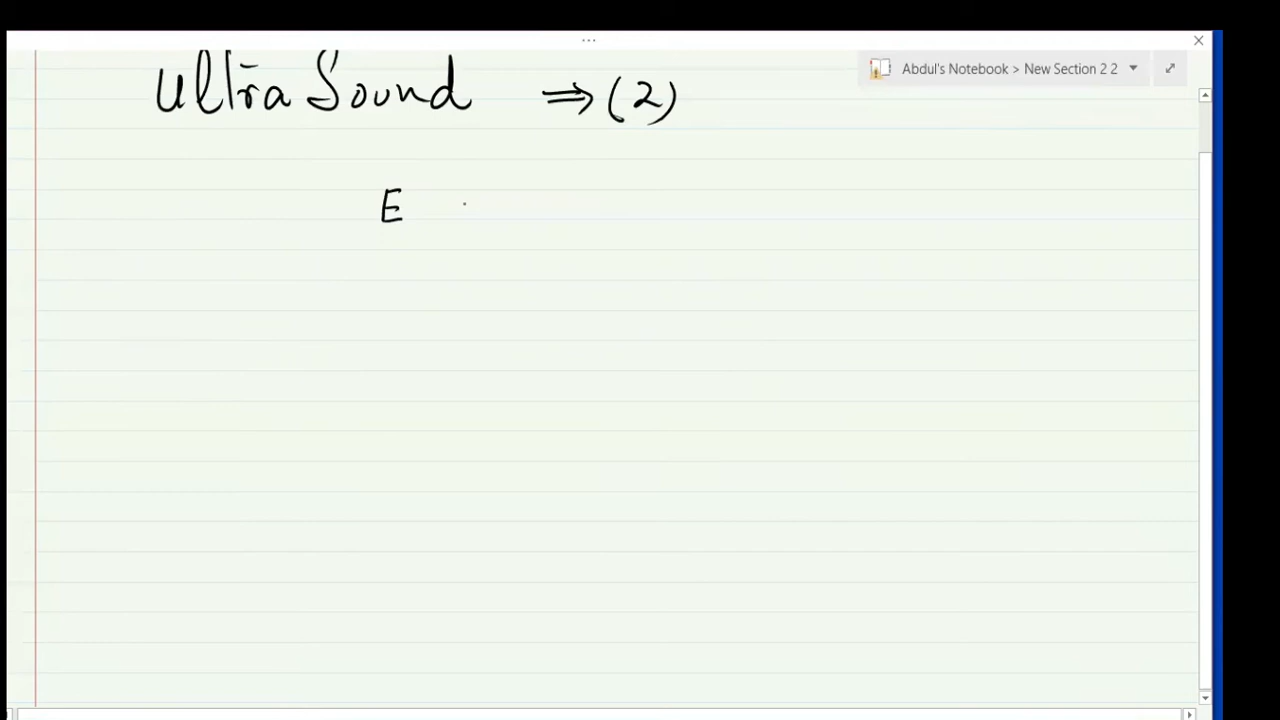 Abdul's Notebook > New Section 2 2
Ultra Sound ⇒ (2)
E